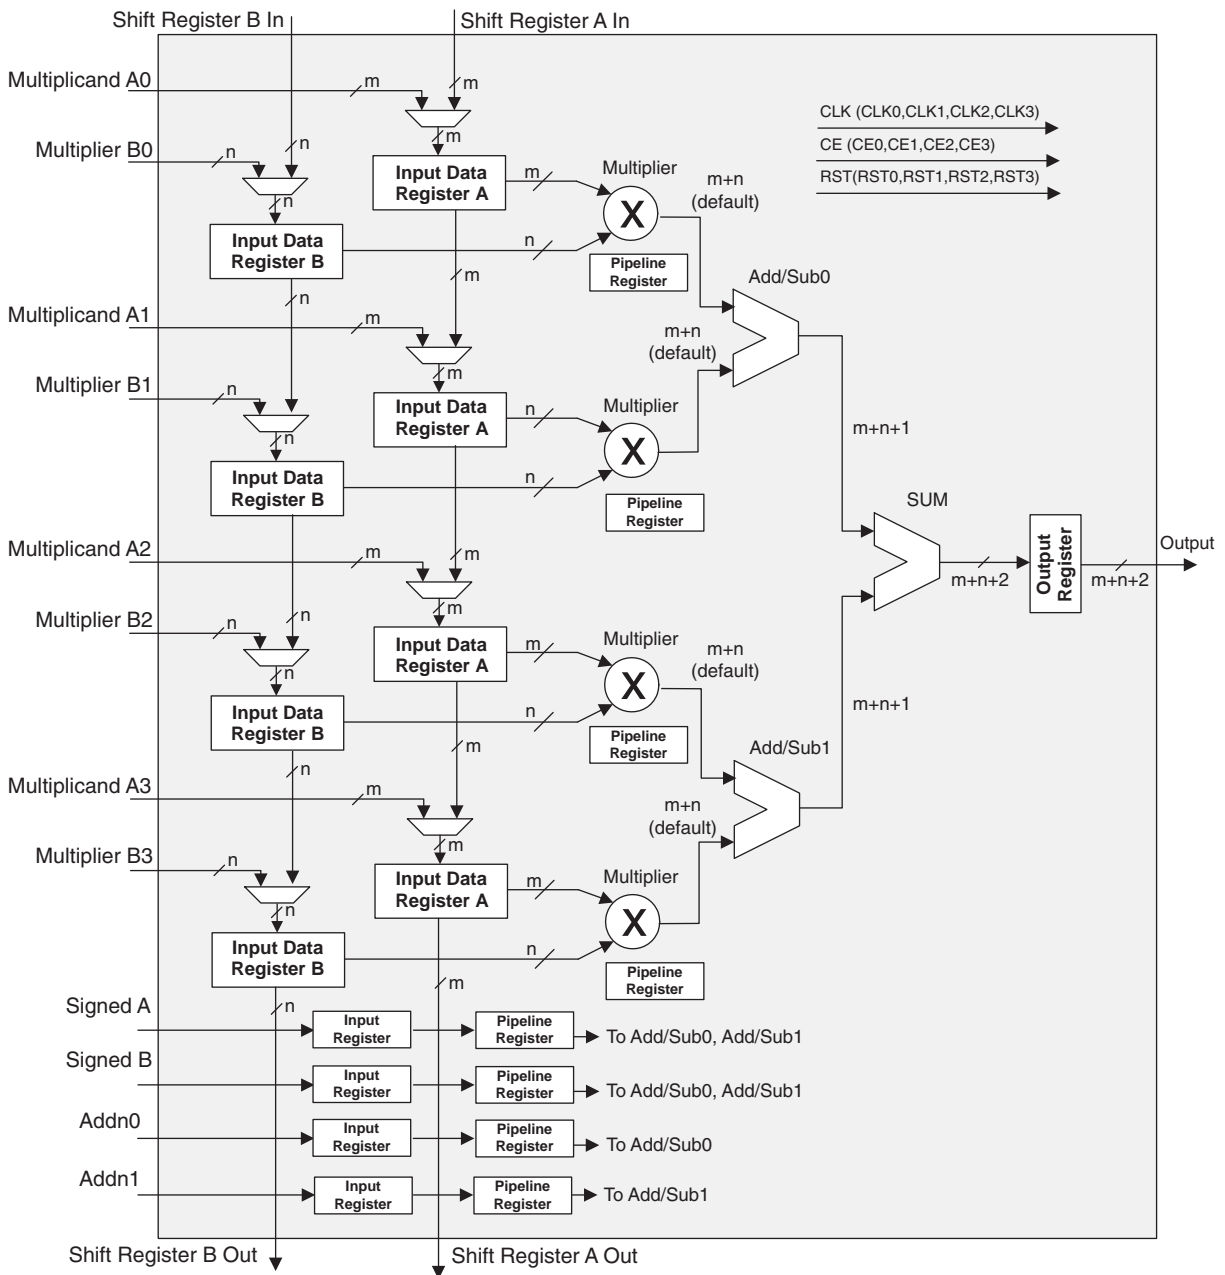 Shift Register B In
Shift Register A In
Multiplicand A0
m
m
CLK (CLK0,CLK1,CLK2,CLK3)
m
Multiplier B0
n
n
CE (CE0,CE1,CE2,CE3)
Input Data
Register A
m
Multiplier
m+n
(default)
RST(RST0,RST1,RST2,RST3)
n
X
Input Data
Register B
n
Pipeline
Register
m
Add/Sub0
n
Multiplicand A1
m
m+n
(default)
m
Multiplier B1
n
Input Data
Register A
n
Multiplier
n
X
m+n+1
Input Data
Register B
n
Pipeline
Register
SUM
Multiplicand A2
m
m
Output
Register
Output
m+n+2
m+n+2
m
Multiplier B2
n
n
Input Data
Register A
m
Multiplier
m+n
(default)
n
X
m+n+1
Input Data
Register B
n
Pipeline
Register
m
Add/Sub1
n
Multiplicand A3
m
m+n
(default)
m
Multiplier B3
n
Input Data
Register A
m
Multiplier
n
X
Input Data
Register B
n
Pipeline
Register
m
n
Signed A
Input
Register
Pipeline
Register
To Add/Sub0, Add/Sub1
Signed B
Input
Register
Pipeline
Register
To Add/Sub0, Add/Sub1
Addn0
Input
Register
Pipeline
Register
To Add/Sub0
Addn1
Input
Register
Pipeline
Register
To Add/Sub1
Shift Register B Out
Shift Register A Out